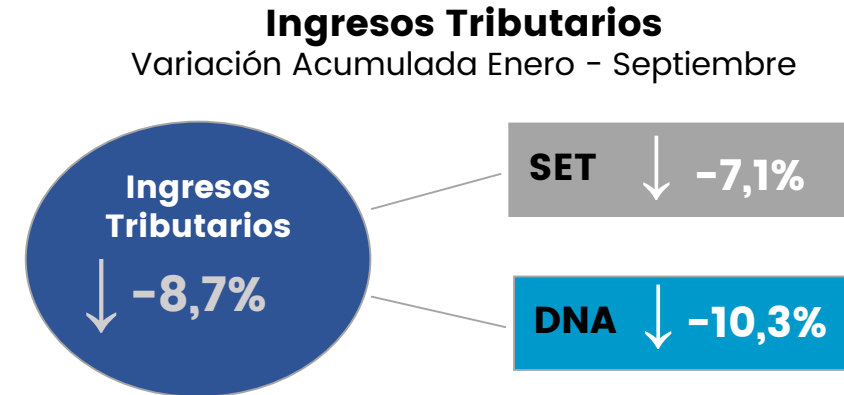 Ingresos Tributarios
Variación Acumulada Enero - Septiembre
Ingresos
Tributarios
-8,7%
SET -7,1%
DNA -10,3%